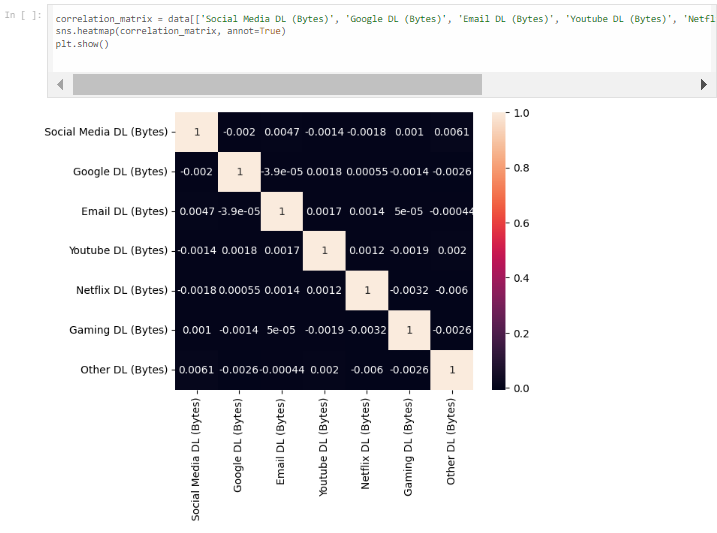 In [ ]:
correlation_matrix = data[['Social Media DL (Bytes)', 'Google DL (Bytes)', 'Email DL (Bytes)', 'Youtube DL (Bytes)', 'Netfl
sns.heatmap(correlation_matrix, annot=True)
plt.show()
Social Media DL (Bytes) 1 -0.002 0.0047 -0.0014 -0.0018 0.001 0.0061
Google DL (Bytes) -0.002 1 -3.9e-05 0.0018 0.00055 -0.0014 -0.0026
Email DL (Bytes) 0.0047 -3.9e-05 1 0.0017 0.0014 5e-05 -0.00044
Youtube DL (Bytes) -0.0014 0.0018 0.0017 1 0.0012 -0.0019 0.002
Netflix DL (Bytes) -0.0018 0.00055 0.0014 0.0012 1 -0.0032 -0.006
Gaming DL (Bytes) 0.001 -0.0014 5e-05 -0.0019 -0.0032 1 -0.0026
Other DL (Bytes) 0.0061 -0.0026 -0.00044 0.002 -0.006 -0.0026 1
Social Media DL (Bytes)
Google DL (Bytes)
Email DL (Bytes)
Youtube DL (Bytes)
Netflix DL (Bytes)
Gaming DL (Bytes)
Other DL (Bytes)
1.0
0.8
0.6
0.4
0.2
0.0